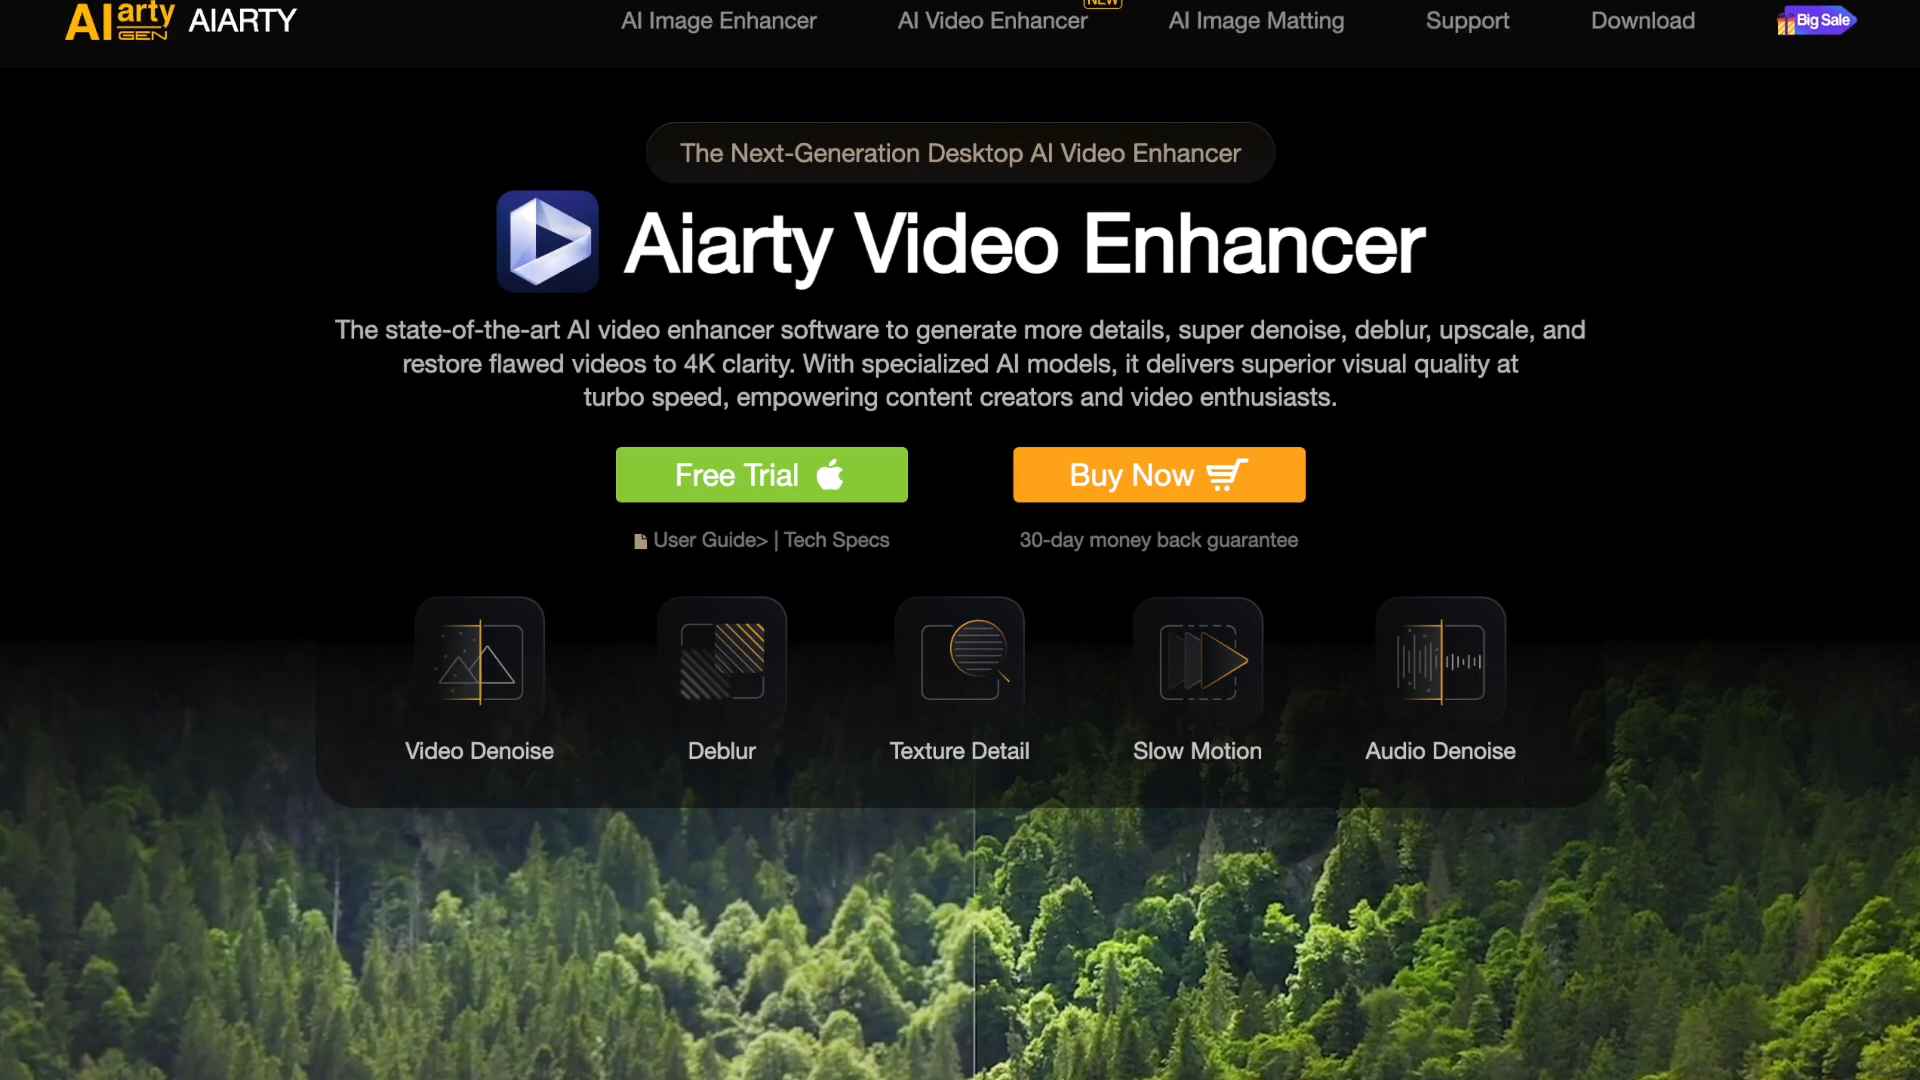 AIarty GEN AIARTY
AI Image Enhancer
AI Video Enhancer
NEW
AI Image Matting
Support
Download
Big Sale
The Next-Generation Desktop AI Video Enhancer
Aiarty Video Enhancer
The state-of-the-art AI video enhancer software to generate more details, super denoise, deblur, upscale, and
restore flawed videos to 4K clarity. With specialized AI models, it delivers superior visual quality at
turbo speed, empowering content creators and video enthusiasts.
Free Trial
Buy Now
User Guide> | Tech Specs
30-day money back guarantee
Video Denoise
Deblur
Texture Detail
Slow Motion
Audio Denoise